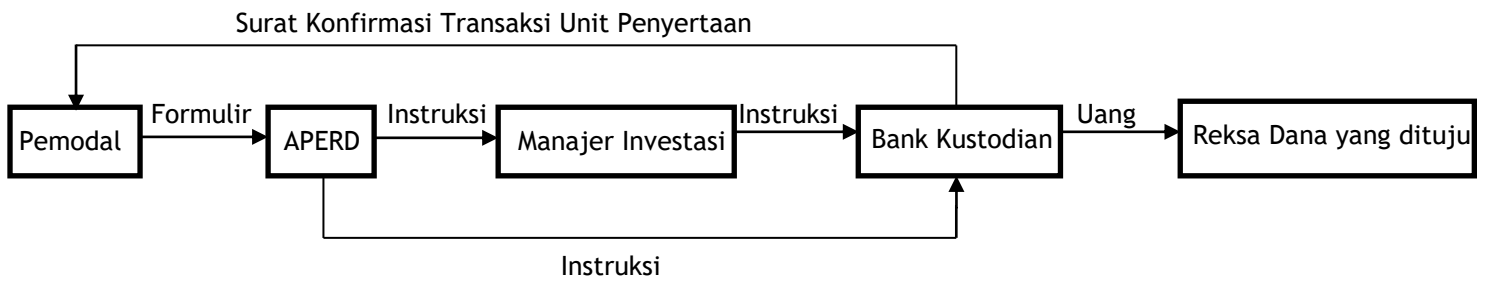 Surat Konfirmasi Transaksi Unit Penyertaan
Formulir
Instruksi
Instruksi
Uang
Pemodal
APERD
Manajer Investasi
Bank Kustodian
Reksa Dana yang dituju
Instruksi